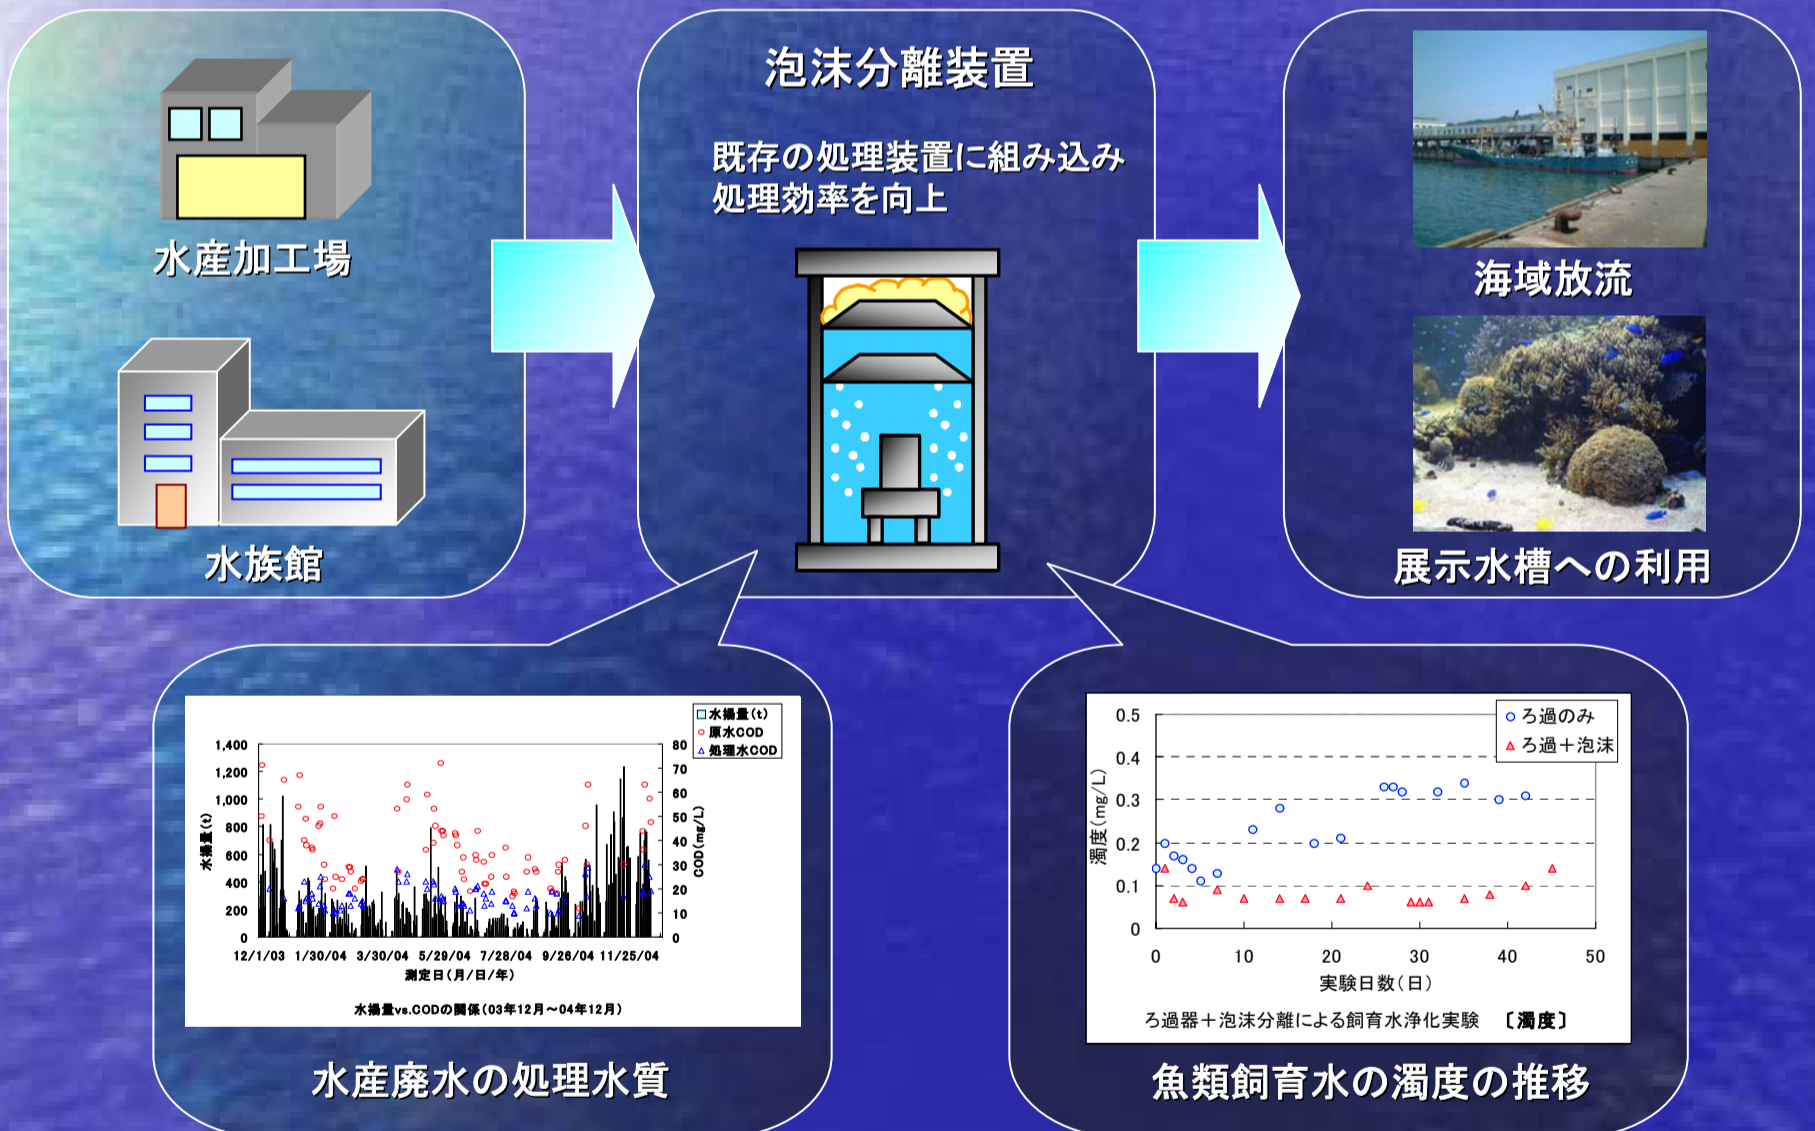 水産加工場
水族館
泡沫分離装置
既存の処理装置に組み込み
処理効率を向上
海域放流
展示水槽への利用
水揚量(t)
原水COD
処理水COD
1,400
1,200
1,000
800
600
400
200
0
水揚量(t)
80
70
60
50
40
30
20
10
0
COD(mg/L)
12/1/03 1/30/04 3/30/04 5/29/04 7/28/04 9/26/04 11/25/04
測定日(月/日/年)
水揚量vs.CODの関係(03年12月～04年12月)
水産廃水の処理水質
ろ過のみ
ろ過＋泡沫
0.5
0.4
0.3
0.2
0.1
0
濁度(mg/L)
0 10 20 30 40 50
実験日数(日)
ろ過器＋泡沫分離による飼育水浄化実験 〔濁度〕
魚類飼育水の濁度の推移